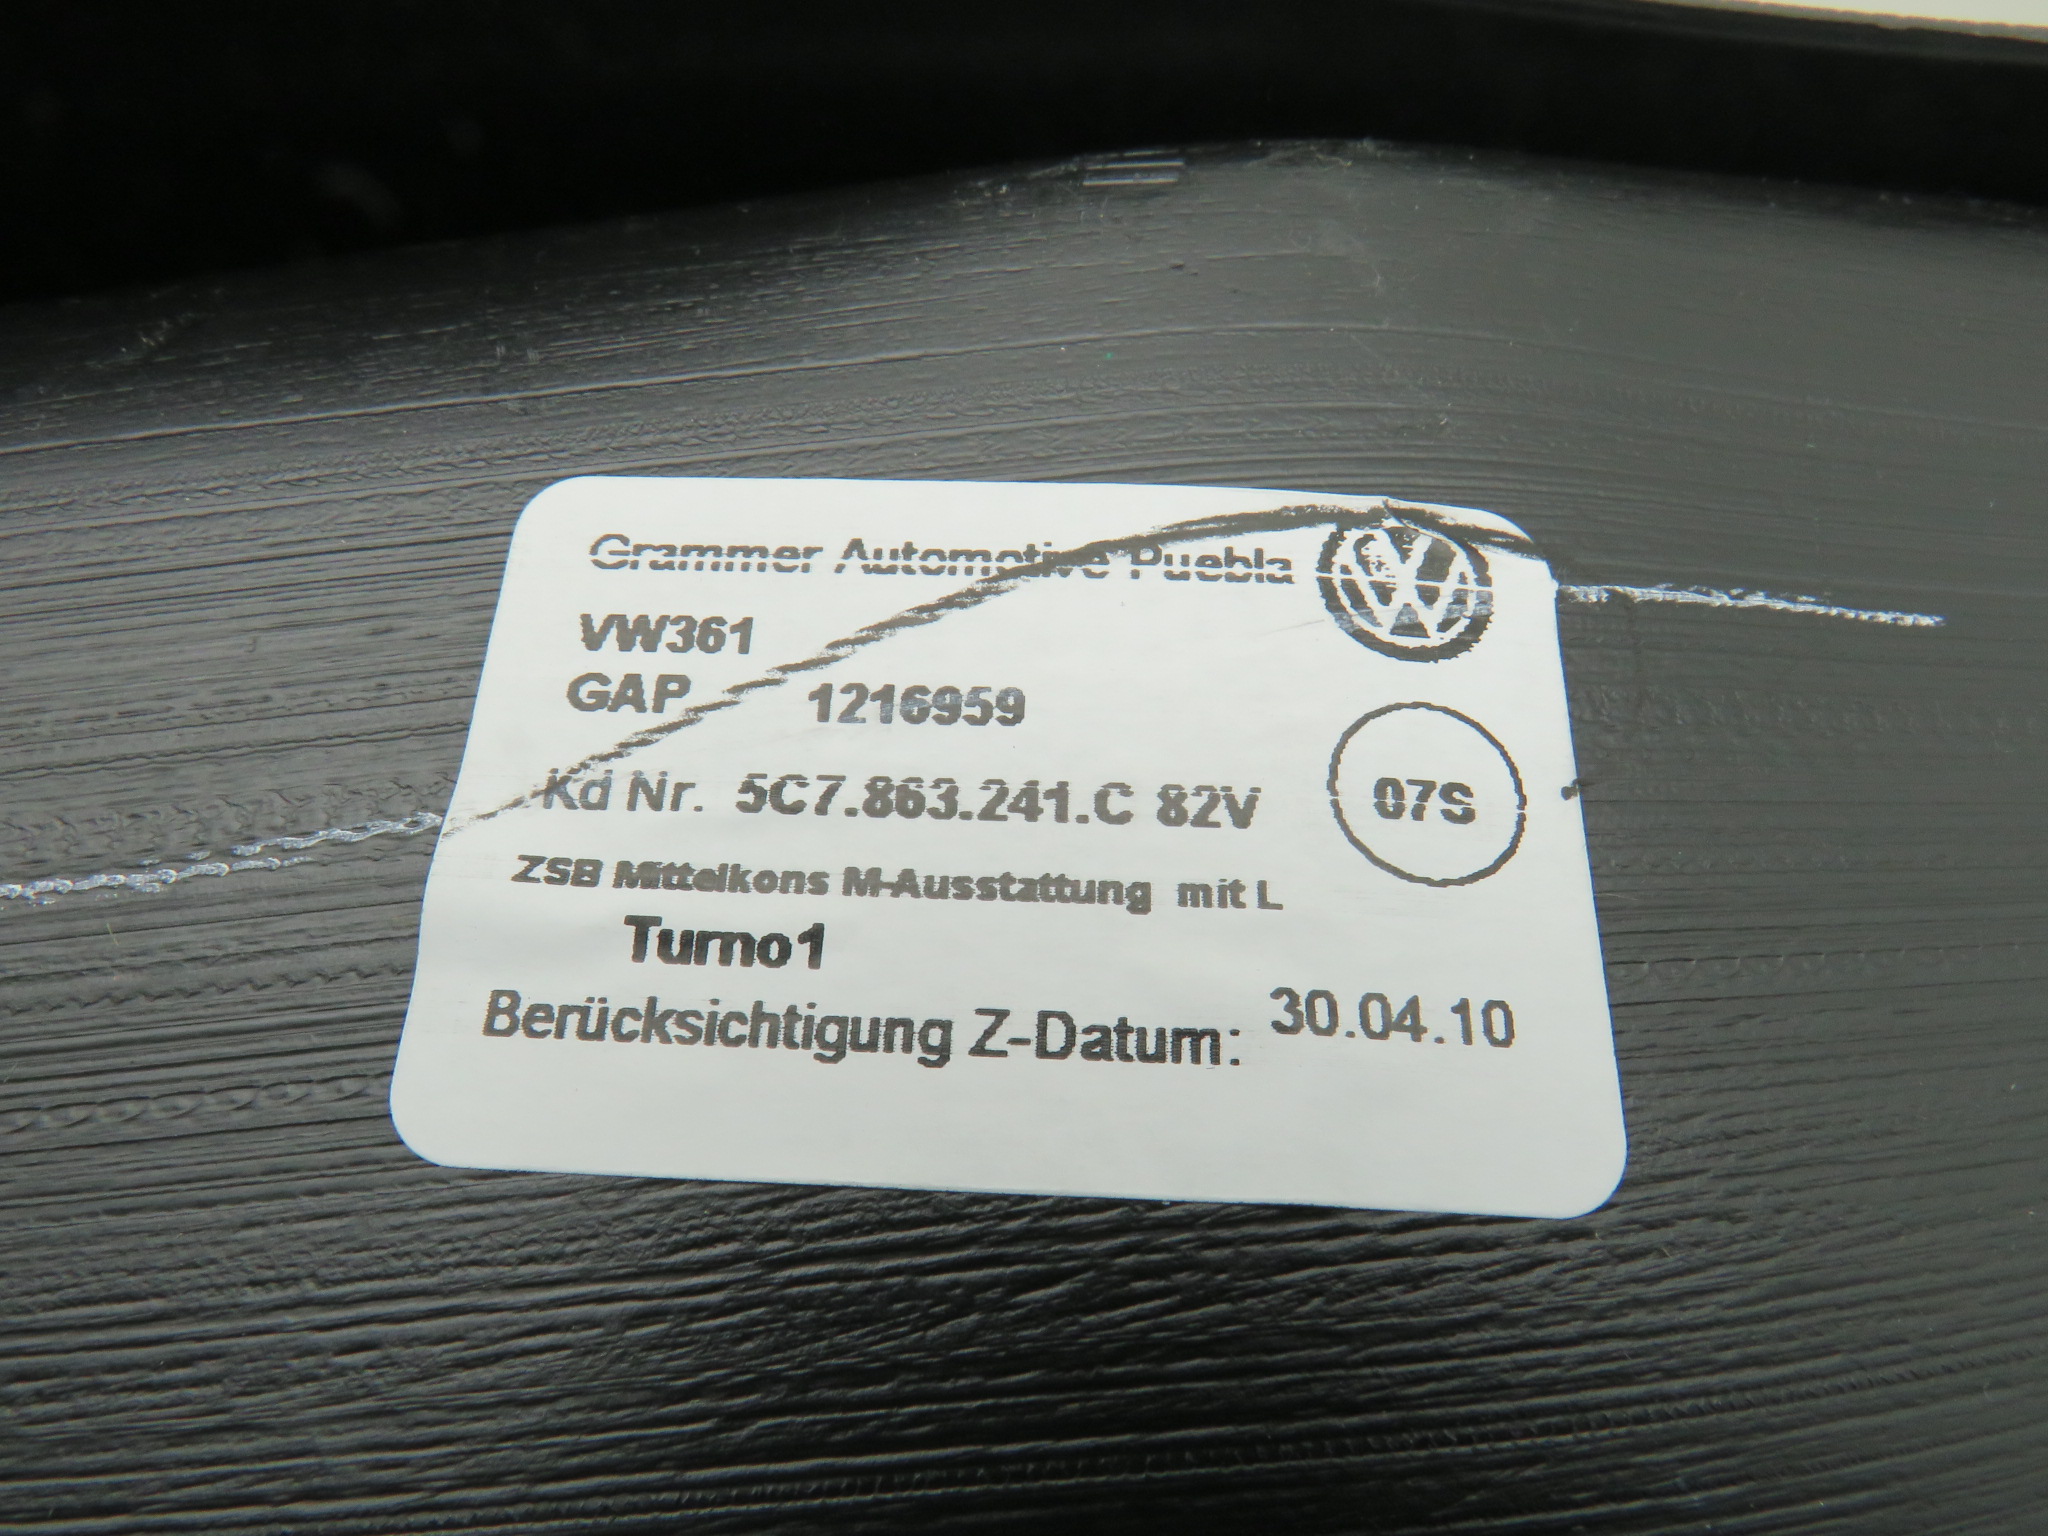 Grammer Automotive Puebla
VW361
GAP 1216959
Kd Nr. 5C7.863.241.C 82V
07S
ZSB Mittelkons M-Ausstattung mit L
Turno1
Berücksichtigung Z-Datum: 30.04.10